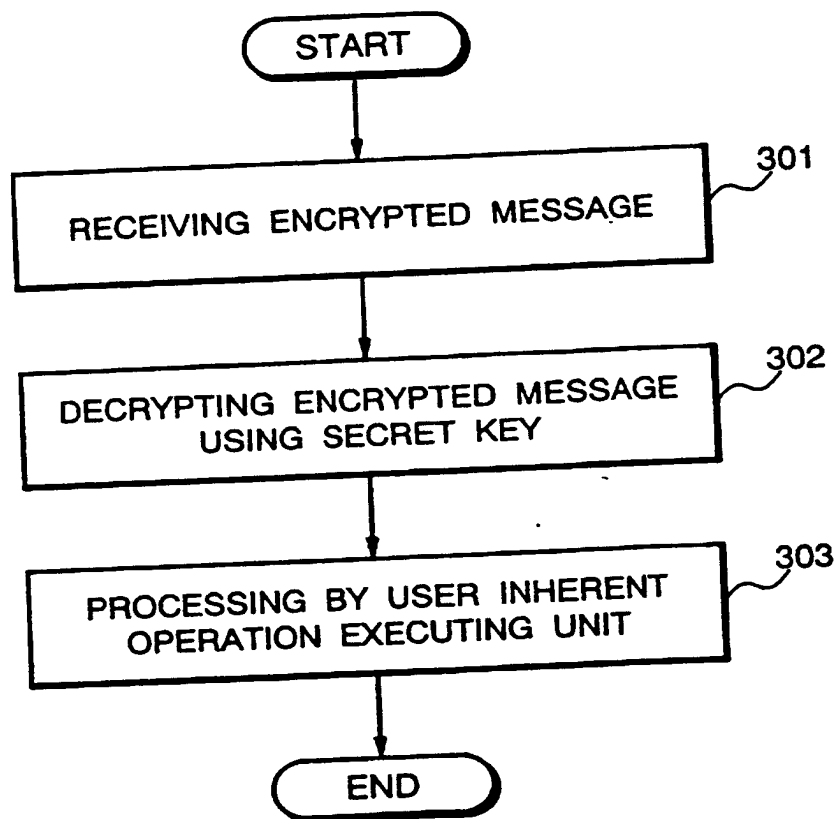 START
RECEIVING ENCRYPTED MESSAGE
301
DECRYPTING ENCRYPTED MESSAGE
USING SECRET KEY
302
PROCESSING BY USER INHERENT
OPERATION EXECUTING UNIT
303
END